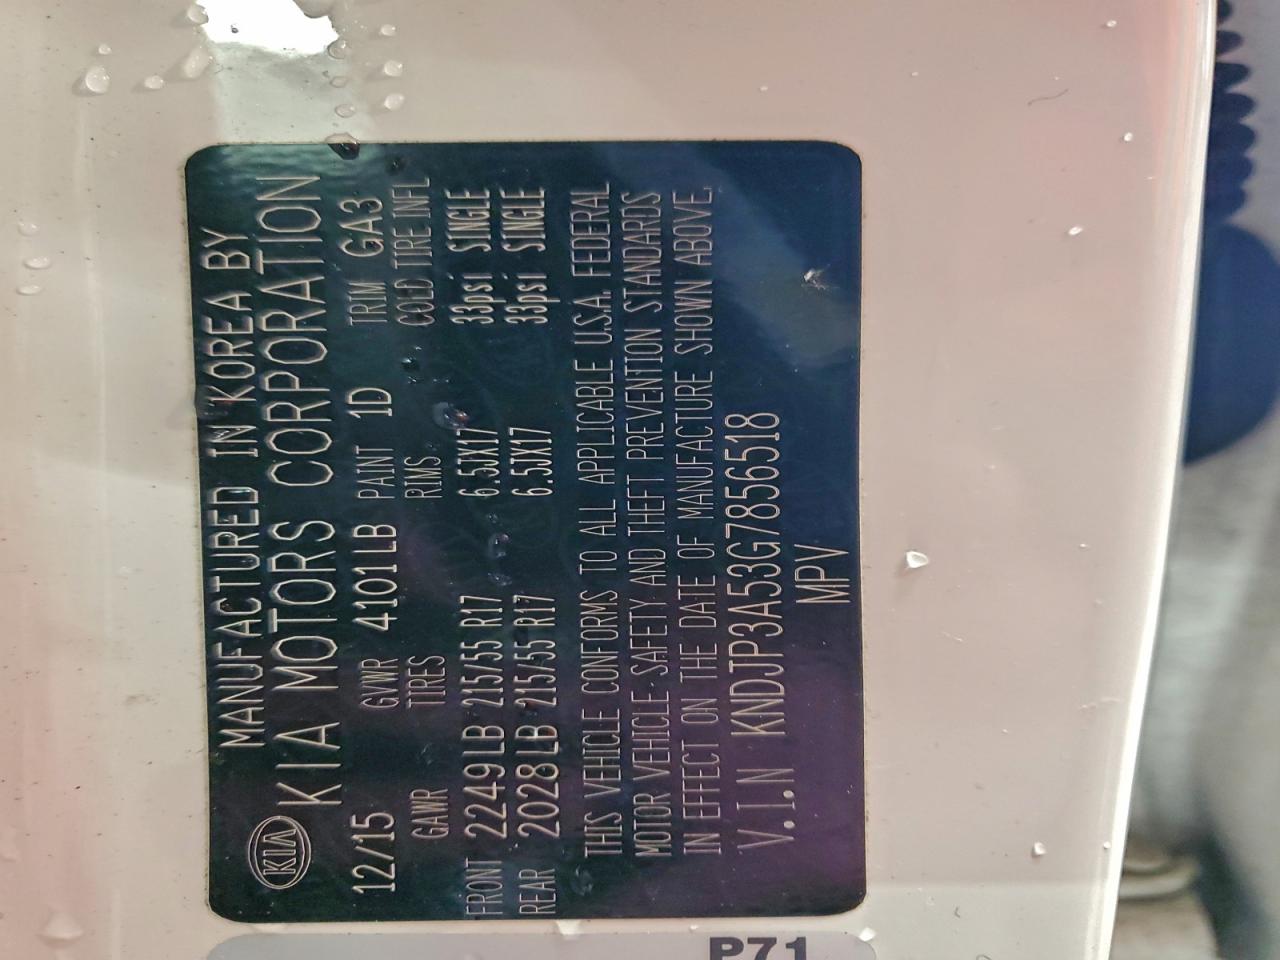 MANUFACTURED IN KOREA BY
KIA KIA MOTORS CORPORATION
12/15 GVWR 4101LB PAINT 1D TRIM GA3
GAWR TIRES RIMS COLD TIRE INFL
FRONT 2249LB 215/55 R17 6.5JX17 33psi SINGLE
REAR 2028LB 215/55 R17 6.5JX17 33psi SINGLE
THIS VEHICLE CONFORMS TO ALL APPLICABLE U.S.A. FEDERAL
MOTOR VEHICLE SAFETY AND THEFT PREVENTION STANDARDS
IN EFFECT ON THE DATE OF MANUFACTURE SHOWN ABOVE.
V.I.N KNDJP3A53G7856518
MPV
P71